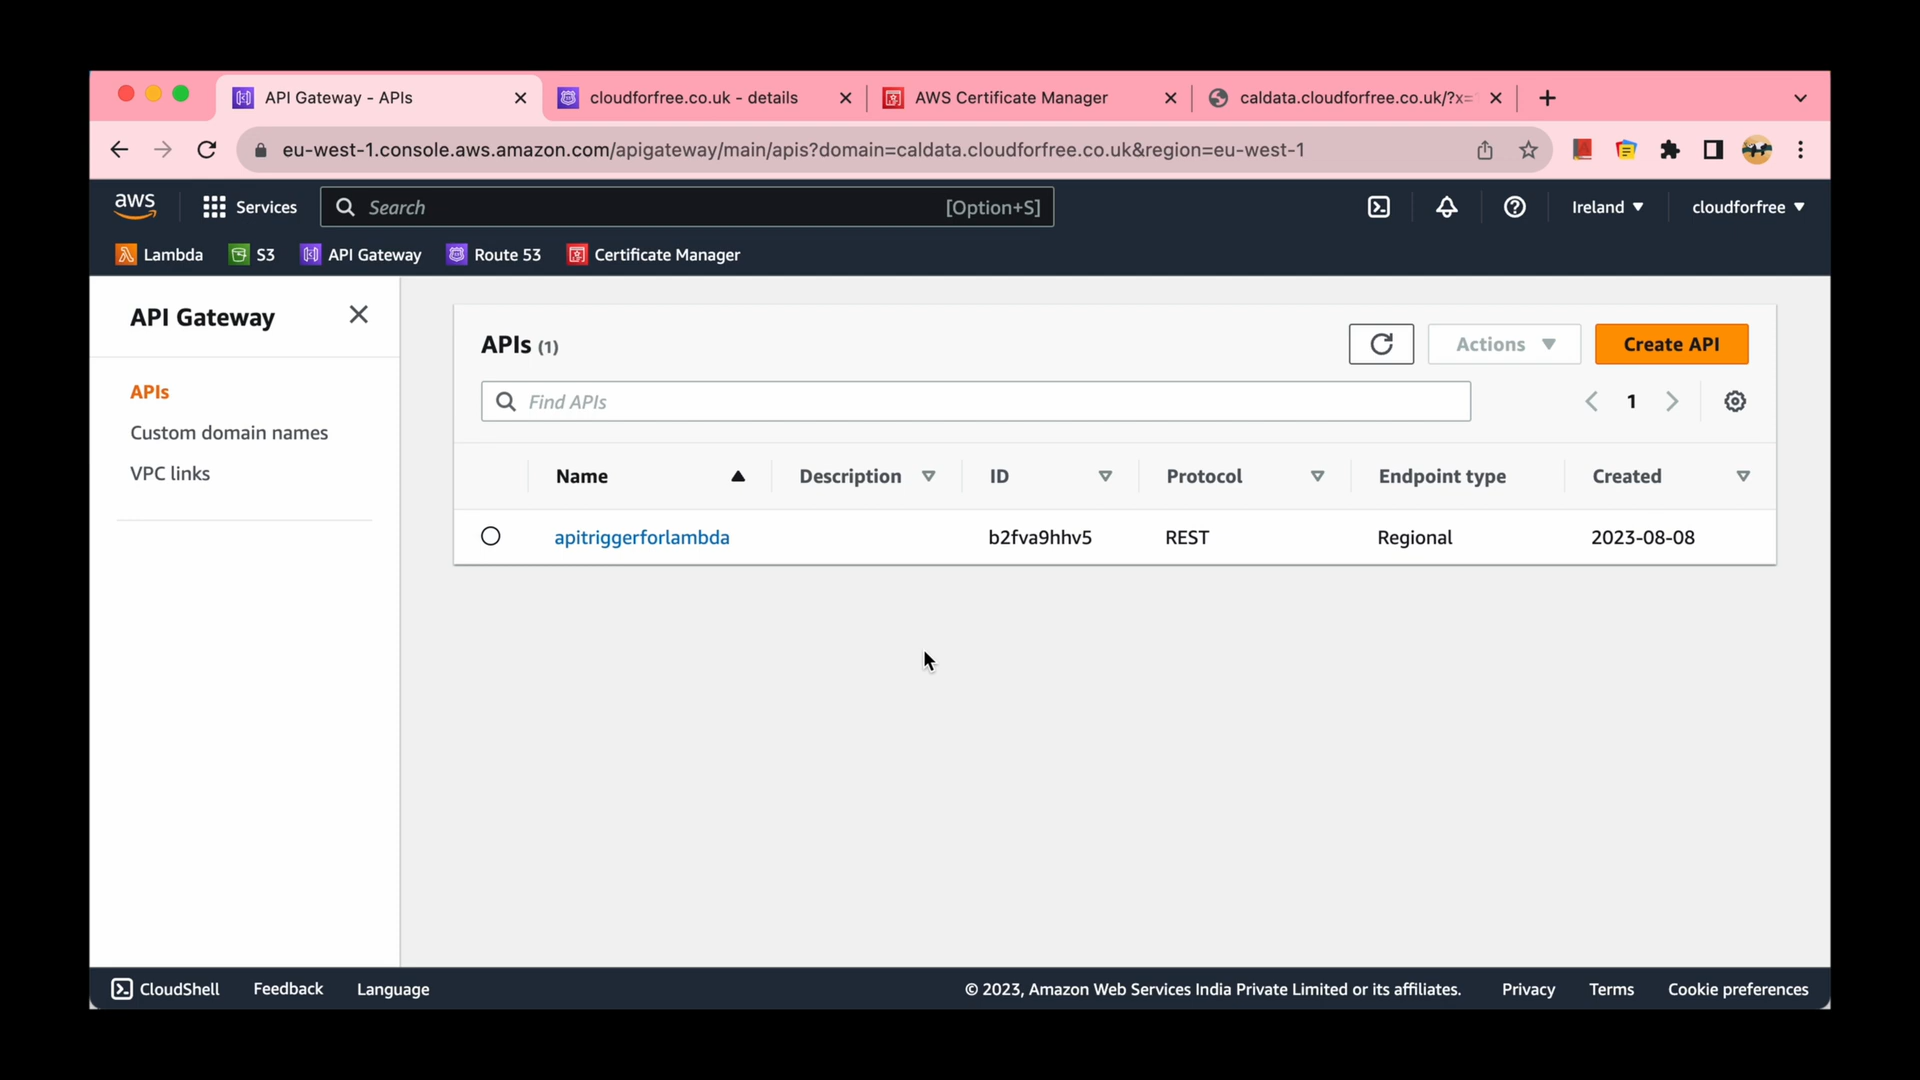 API Gateway - APIs
cloudforfree.co.uk - details
AWS Certificate Manager
caldata.cloudforfree.co.uk/?x=
eu-west-1.console.aws.amazon.com/apigateway/main/apis?domain=caldata.cloudforfree.co.uk&region=eu-west-1
aws
Services
Search
[Option+S]
Ireland
cloudforfree
Lambda
S3
API Gateway
Route 53
Certificate Manager
API Gateway
APIs
Custom domain names
VPC links
APIs (1)
Actions
Create API
Find APIs
1
Name Description ID Protocol Endpoint type Created
apitriggerforlambda b2fva9hhv5 REST Regional 2023-08-08
CloudShell
Feedback
Language
© 2023, Amazon Web Services India Private Limited or its affiliates.
Privacy
Terms
Cookie preferences